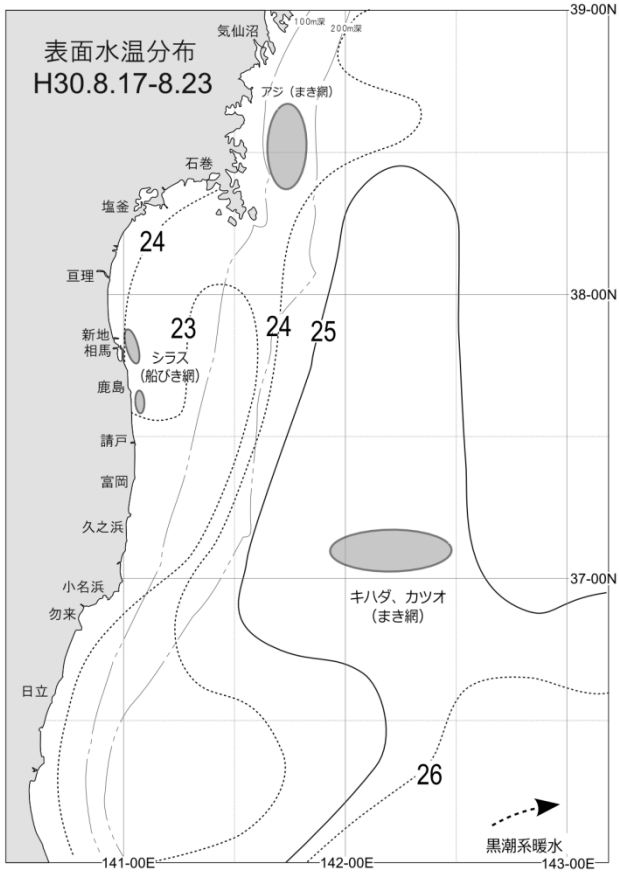 39-00N
気仙沼
100m深
200m深
表面水温分布
H30.8.17-8.23
アジ（まき網）
石巻
塩釜
24
亘理
38-00N
23
24
25
新地
相馬
シラス
（船びき網）
鹿島
請戸
富岡
久之浜
37-00N
小名浜
キハダ、カツオ
（まき網）
勿来
日立
26
黒潮系暖水
141-00E
142-00E
143-00E